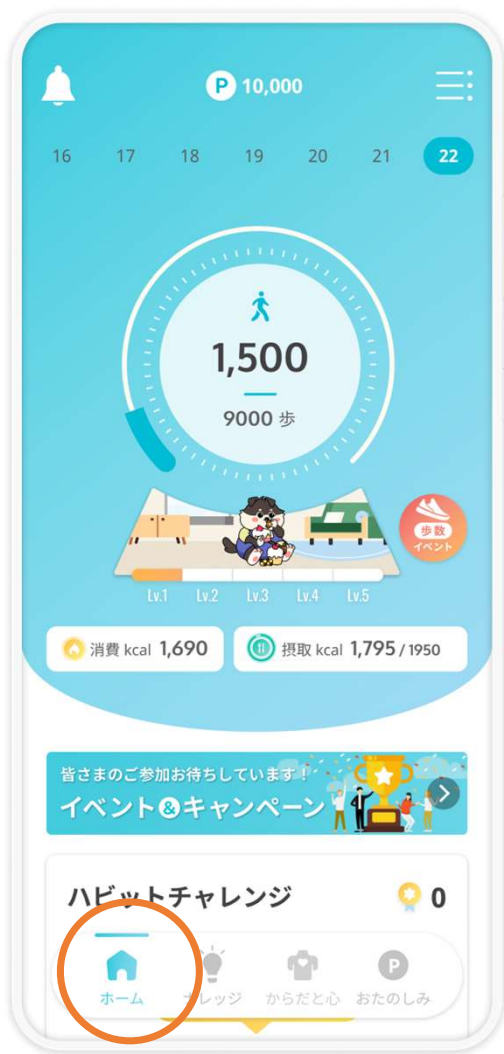 P 10,000
16 17 18 19 20 21 22
1,500
9000 歩
歩数
イベント
Lv.1 Lv.2 Lv.3 Lv.4 Lv.5
消費 kcal 1,690 摂取 kcal 1,795 / 1950
皆さまのご参加お待ちしています!
イベント&キャンペーン
ハビットチャレンジ 0
P
ホーム ナレッジ からだと心 おたのしみ